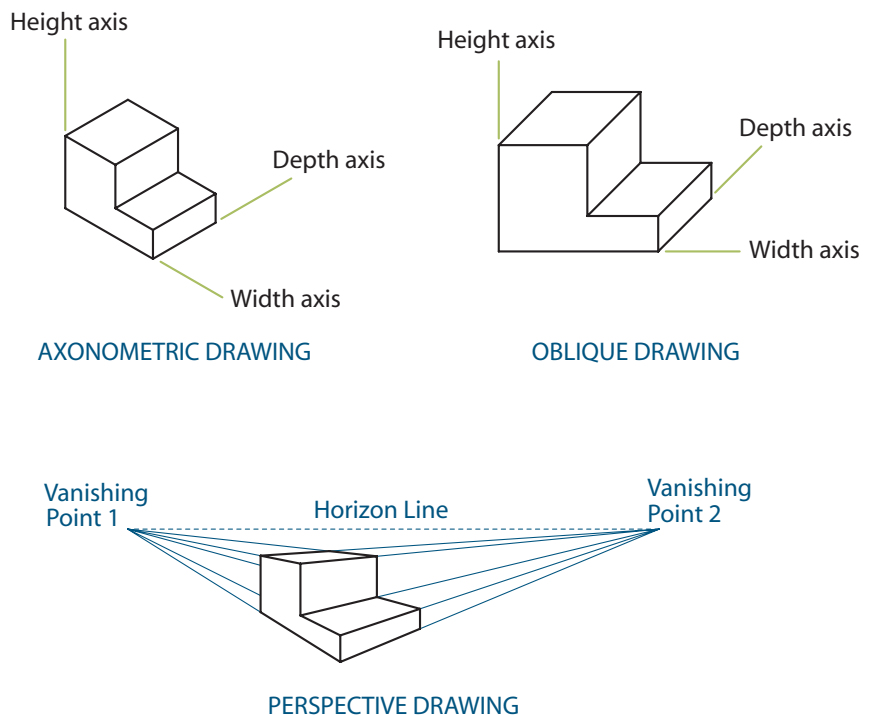 Height axis
Height axis
Depth axis
Depth axis
Width axis
Width axis
AXONOMETRIC DRAWING
OBLIQUE DRAWING
Vanishing
Point 1
Horizon Line
Vanishing
Point 2
PERSPECTIVE DRAWING